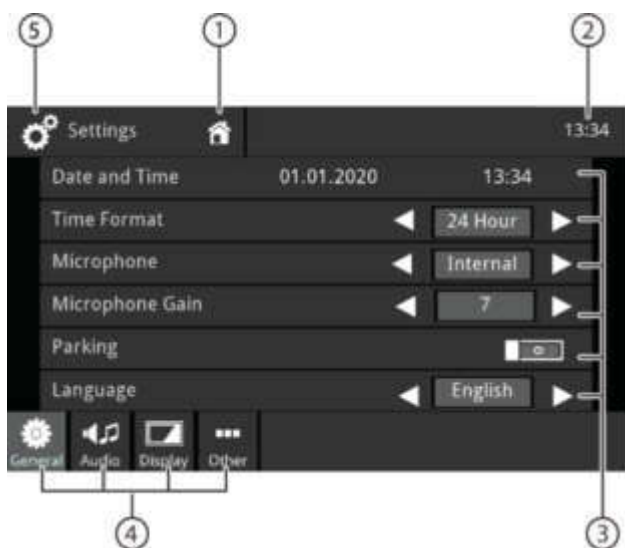 5 1 2
Settings 13:34
Date and Time 01.01.2020 13:34
Time Format 24 Hour
Microphone Internal
Microphone Gain 7
Parking
Language English
General Audio Display Other
4 3